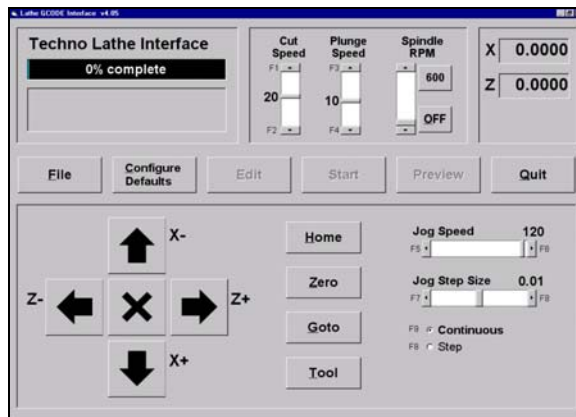 Lathe GCODE Interface v4.05
Techno Lathe Interface
0% complete
Cut Speed
F1
20
F2
Plunge Speed
F3
10
F4
Spindle RPM
600
OFF
X 0.0000
Z 0.0000
File
Configure Defaults
Edit
Start
Preview
Quit
X-
Z-
Z+
X+
Home
Zero
Goto
Tool
Jog Speed 120
F5 F6
Jog Step Size 0.01
F7 F8
F9 Continuous
F8 Step